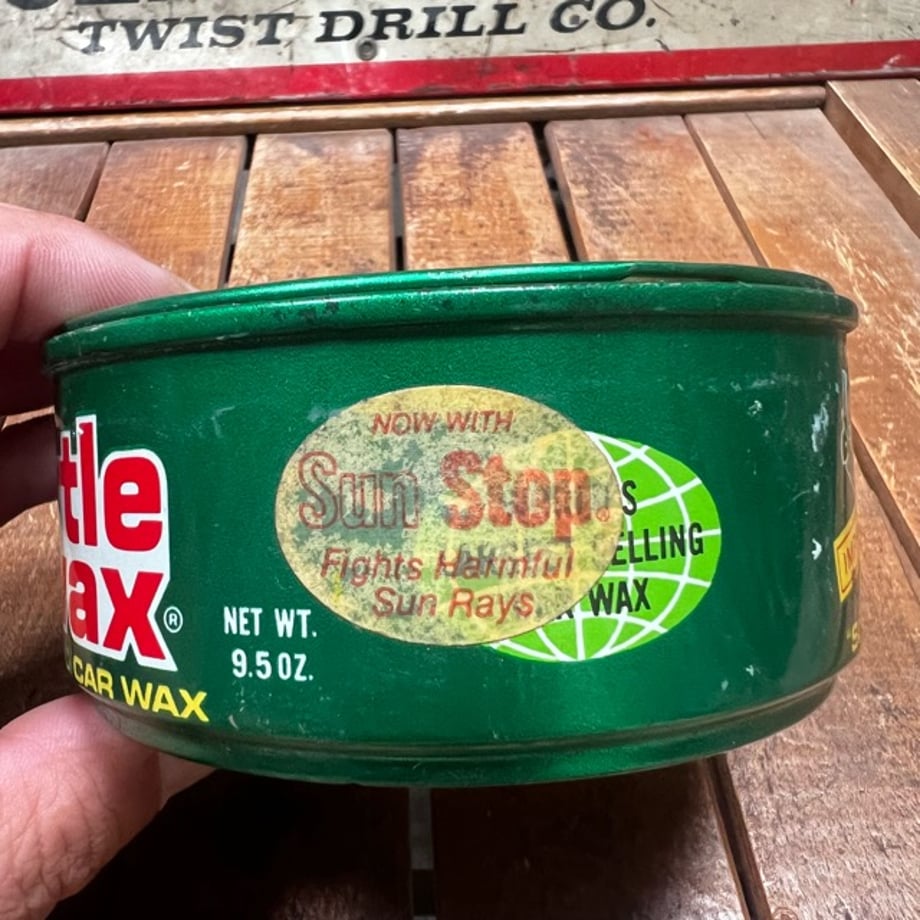 TWIST DRILL CO.
tle
ax®
CAR WAX
NET WT.
9.5 OZ.
NOW WITH
Sun Stop®
Fights Harmful
Sun Rays.
S
ELLING
WAX